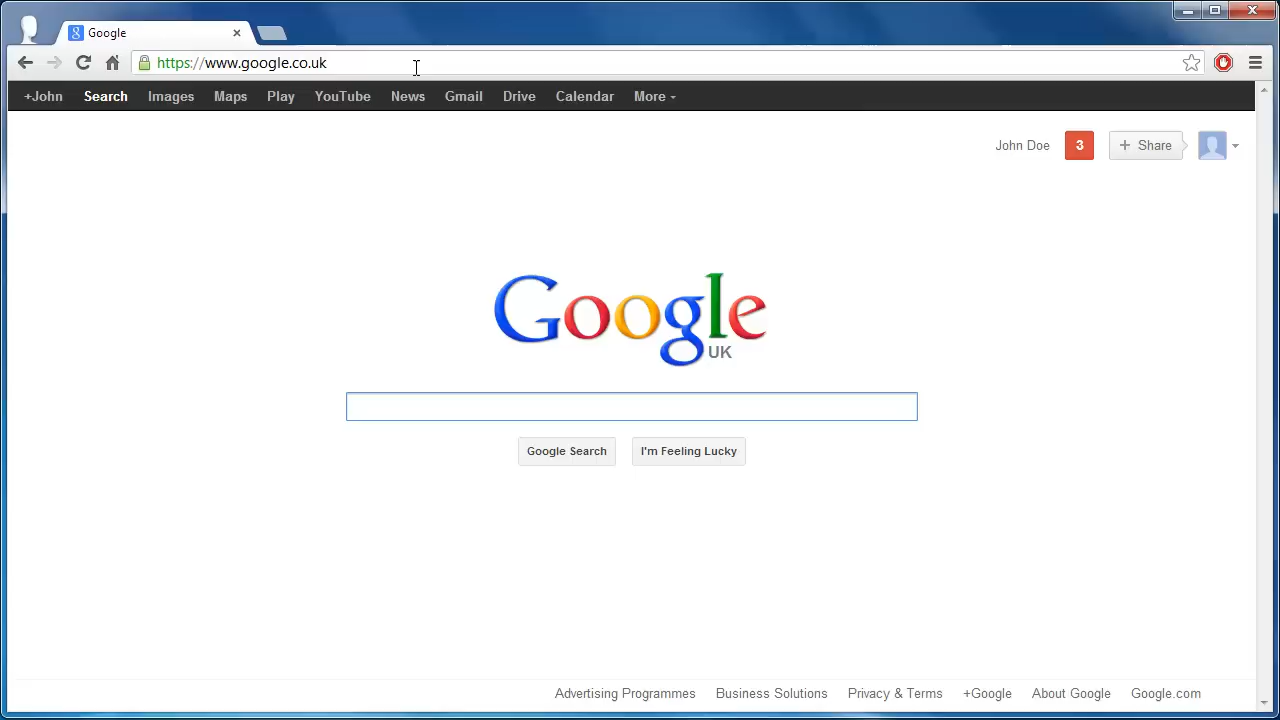 Google
https://www.google.co.uk
+John Search Images Maps Play YouTube News Gmail Drive Calendar More
John Doe 3 + Share
Google
UK
Google Search I'm Feeling Lucky
Advertising Programmes Business Solutions Privacy & Terms +Google About Google Google.com